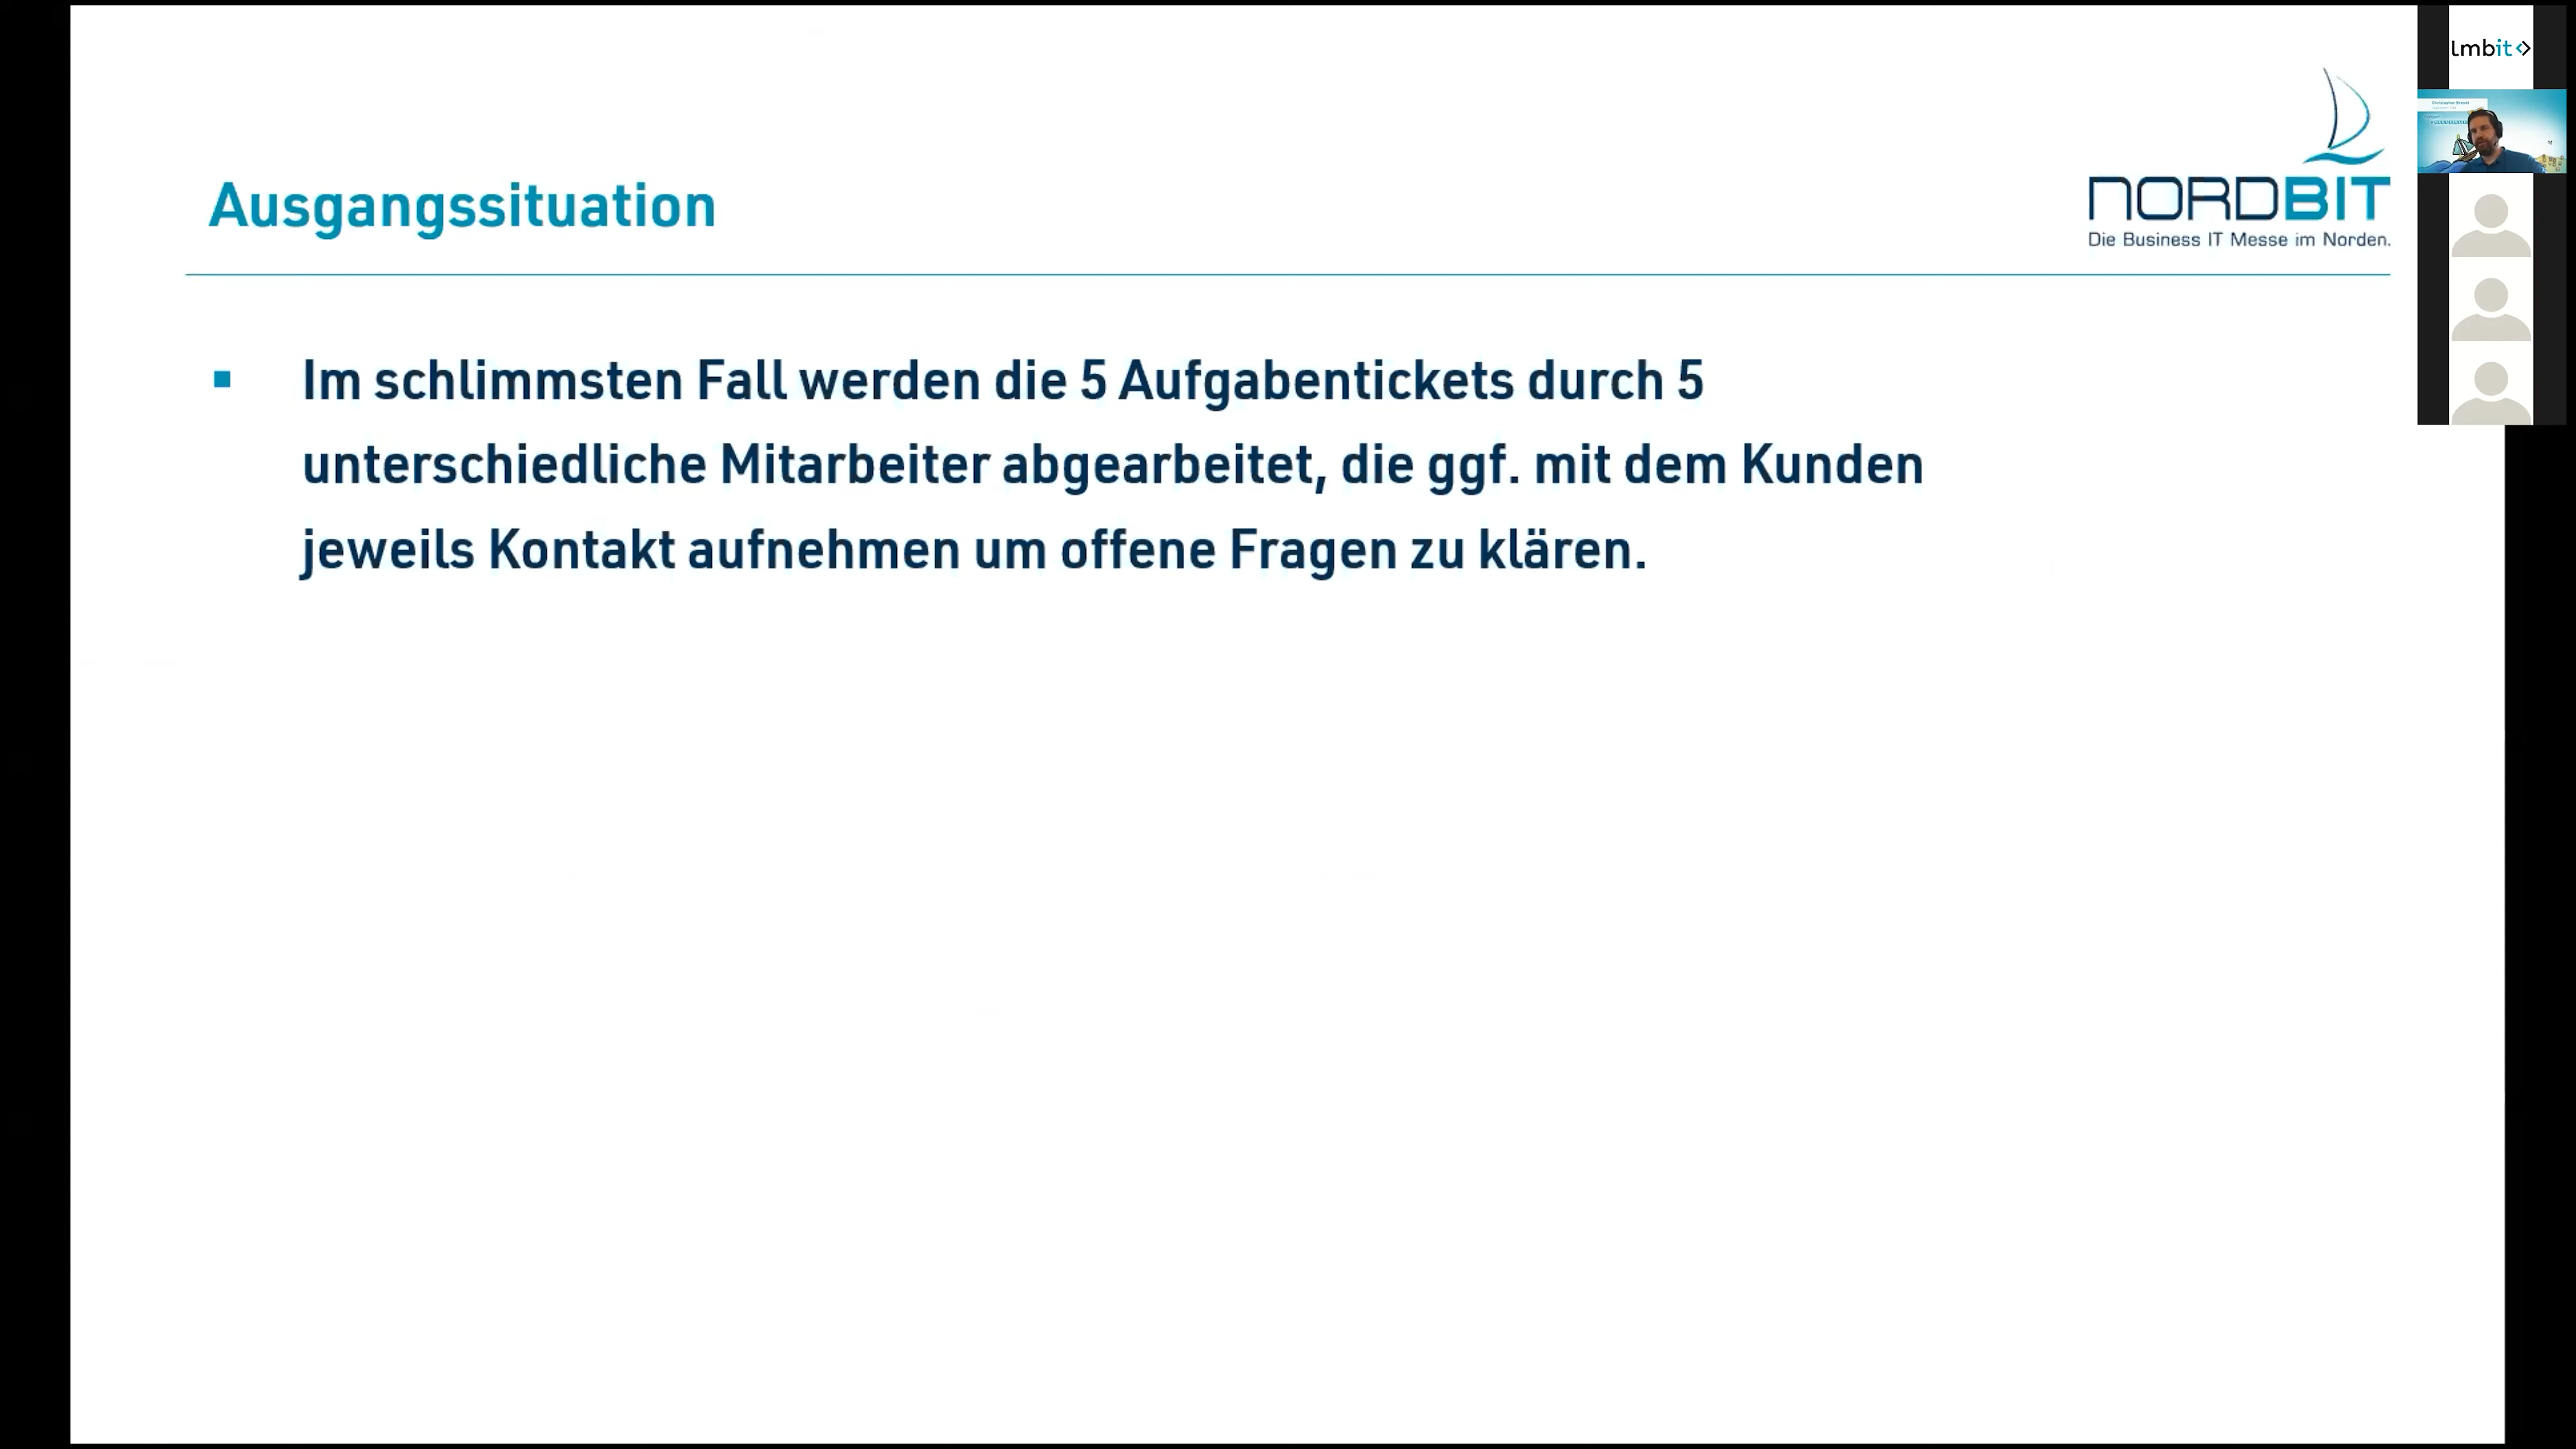 Ausgangssituation
NORDBIT
Die Business IT Messe im Norden.
Im schlimmsten Fall werden die 5 Aufgabentickets durch 5
unterschiedliche Mitarbeiter abgearbeitet, die ggf. mit dem Kunden
jeweils Kontakt aufnehmen um offene Fragen zu klären.
lmbit